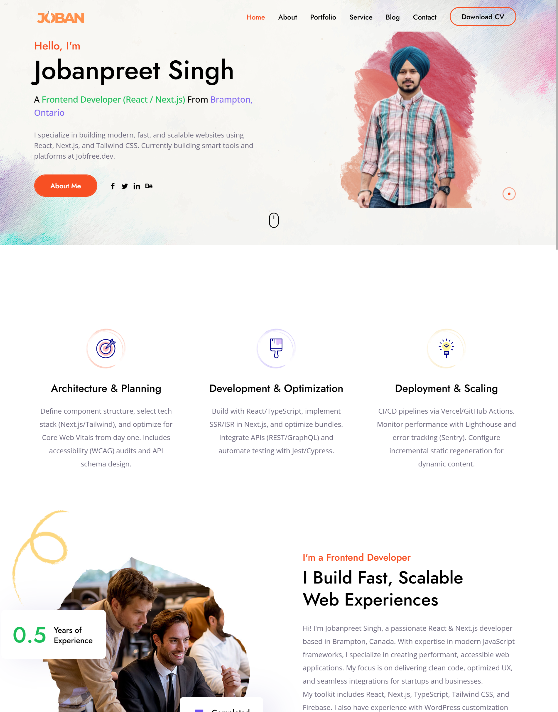 JOBAN
Home About Portfolio Service Blog Contact Download CV
Hello, I'm
Jobanpreet Singh
A Frontend Developer (React / Next.js) From Brampton,
Ontario
I specialize in building modern, fast, and scalable websites using
React, Next.js, and Tailwind CSS. Currently building smart tools and
platforms at Jobfree.dev.
About Me
Architecture & Planning
Define component structure, select tech
stack (Next.js/Tailwind), and optimize for
Core Web Vitals from day one. Includes
accessibility (WCAG) audits and API
schema design.
Development & Optimization
Build with React/TypeScript, implement
SSR/ISR in Next.js, and optimize bundles.
Integrate APIs (REST/GraphQL) and
automate testing with Jest/Cypress.
Deployment & Scaling
CI/CD pipelines via Vercel/GitHub Actions.
Monitor performance with Lighthouse and
error tracking (Sentry). Configure
incremental static regeneration for
dynamic content.
0.5 Years of
Experience
Completed
I'm a Frontend Developer
I Build Fast, Scalable
Web Experiences
Hi! I'm Jobanpreet Singh, a passionate React & Next.js developer
based in Brampton, Canada. With expertise in modern JavaScript
frameworks, I specialize in creating performant, accessible web
applications. My focus is on delivering clean code, optimized UX,
and seamless integrations for startups and businesses.
My toolkit includes React, Next.js, TypeScript, Tailwind CSS, and
Firebase. I also have experience with WordPress customization